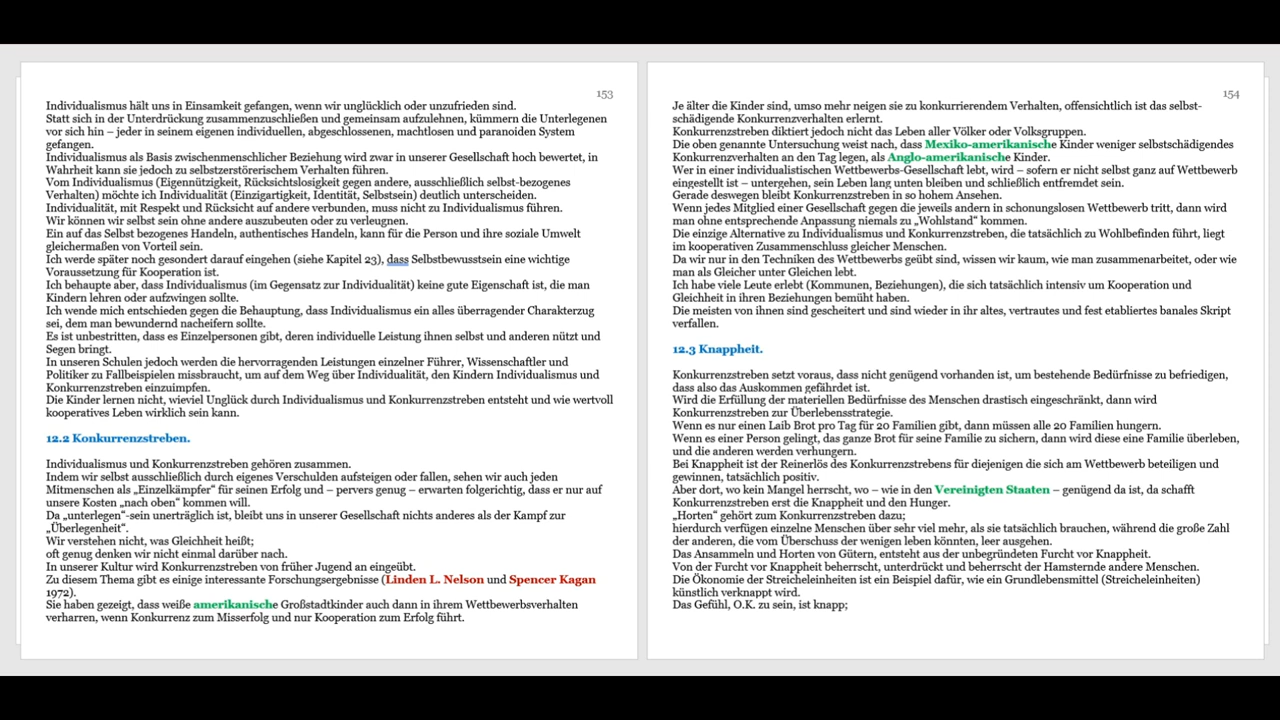 153
Individualismus hält uns in Einsamkeit gefangen, wenn wir unglücklich oder unzufrieden sind.
Statt sich in der Unterdrückung zusammenzuschließen und gemeinsam aufzulehnen, kümmern die Unterlegenen
vor sich hin – jeder in seinem eigenen individuellen, abgeschlossenen, machtlosen und paranoiden System
gefangen.
Individualismus als Basis zwischenmenschlicher Beziehung wird zwar in unserer Gesellschaft hoch bewertet, in
Wahrheit kann sie jedoch zu selbstzerstörerischem Verhalten führen.
Vom Individualismus (Eigennützigkeit, Rücksichtslosigkeit gegen andere, ausschließlich selbst-bezogenes
Verhalten) möchte ich Individualität (Einzigartigkeit, Identität, Selbstsein) deutlich unterscheiden.
Individualität, mit Respekt und Rücksicht auf andere verbunden, muss nicht zu Individualismus führen.
Wir können wir selbst sein ohne andere auszubeuten oder zu verleugnen.
Ein auf das Selbst bezogenes Handeln, authentisches Handeln, kann für die Person und ihre soziale Umwelt
gleichermaßen von Vorteil sein.
Ich werde später noch gesondert darauf eingehen (siehe Kapitel 23), dass Selbstbewusstsein eine wichtige
Voraussetzung für Kooperation ist.
Ich behaupte aber, dass Individualismus (im Gegensatz zur Individualität) keine gute Eigenschaft ist, die man
Kindern lehren oder aufzwingen sollte.
Ich wende mich entschieden gegen die Behauptung, dass Individualismus ein alles überragender Charakterzug
sei, dem man bewundernd nacheifern sollte.
Es ist unbestritten, dass es Einzelpersonen gibt, deren individuelle Leistung ihnen selbst und anderen nützt und
Segen bringt.
In unseren Schulen jedoch werden die hervorragenden Leistungen einzelner Führer, Wissenschaftler und
Politiker zu Fallbeispielen missbraucht, um auf dem Weg über Individualität, den Kindern Individualismus und
Konkurrenzstreben einzuimpfen.
Die Kinder lernen nicht, wieviel Unglück durch Individualismus und Konkurrenzstreben entsteht und wie wertvoll
kooperatives Leben wirklich sein kann.
12.2 Konkurrenzstreben.
Individualismus und Konkurrenzstreben gehören zusammen.
Indem wir selbst ausschließlich durch eigenes Verschulden aufsteigen oder fallen, sehen wir auch jeden
Mitmenschen als „Einzelkämpfer“ für seinen Erfolg und – pervers genug – erwarten folgerichtig, dass er nur auf
unsere Kosten „nach oben“ kommen will.
Da „unterlegen“-sein unerträglich ist, bleibt uns in unserer Gesellschaft nichts anderes als der Kampf zur
„Überlegenheit“.
Wir verstehen nicht, was Gleichheit heißt;
oft genug denken wir nicht einmal darüber nach.
In unserer Kultur wird Konkurrenzstreben von früher Jugend an eingeübt.
Zu diesem Thema gibt es einige interessante Forschungsergebnisse (Linden L. Nelson und Spencer Kagan
1972).
Sie haben gezeigt, dass weiße amerikanische Großstadtkinder auch dann in ihrem Wettbewerbsverhalten
verharren, wenn Konkurrenz zum Misserfolg und nur Kooperation zum Erfolg führt.
154
Je älter die Kinder sind, umso mehr neigen sie zu konkurrierendem Verhalten, offensichtlich ist das selbst-
schädigende Konkurrenzverhalten erlernt.
Konkurrenzstreben diktiert jedoch nicht das Leben aller Völker oder Volksgruppen.
Die oben genannte Untersuchung weist nach, dass Mexiko-amerikanische Kinder weniger selbstschädigendes
Konkurrenzverhalten an den Tag legen, als Anglo-amerikanische Kinder.
Wer in einer individualistischen Wettbewerbs-Gesellschaft lebt, wird – sofern er nicht selbst ganz auf Wettbewerb
eingestellt ist – untergehen, sein Leben lang unten bleiben und schließlich entfremdet sein.
Gerade deswegen bleibt Konkurrenzstreben in so hohem Ansehen.
Wenn jedes Mitglied einer Gesellschaft gegen die jeweils andern in schonungslosen Wettbewerb tritt, dann wird
man ohne entsprechende Anpassung niemals zu „Wohlstand“ kommen.
Die einzige Alternative zu Individualismus und Konkurrenzstreben, die tatsächlich zu Wohlbefinden führt, liegt
im kooperativen Zusammenschluss gleicher Menschen.
Da wir nur in den Techniken des Wettbewerbs geübt sind, wissen wir kaum, wie man zusammenarbeitet, oder wie
man als Gleicher unter Gleichen lebt.
Ich habe viele Leute erlebt (Kommunen, Beziehungen), die sich tatsächlich intensiv um Kooperation und
Gleichheit in ihren Beziehungen bemüht haben.
Die meisten von ihnen sind gescheitert und sind wieder in ihr altes, vertrautes und fest etabliertes banales Skript
verfallen.
12.3 Knappheit.
Konkurrenzstreben setzt voraus, dass nicht genügend vorhanden ist, um bestehende Bedürfnisse zu befriedigen,
dass also das Auskommen gefährdet ist.
Wird die Erfüllung der materiellen Bedürfnisse des Menschen drastisch eingeschränkt, dann wird
Konkurrenzstreben zur Überlebensstrategie.
Wenn es nur einen Laib Brot pro Tag für 20 Familien gibt, dann müssen alle 20 Familien hungern.
Wenn es einer Person gelingt, das ganze Brot für seine Familie zu sichern, dann wird diese eine Familie überleben,
und die anderen werden verhungern.
Bei Knappheit ist der Reinerlös des Konkurrenzstrebens für diejenigen die sich am Wettbewerb beteiligen und
gewinnen, tatsächlich positiv.
Aber dort, wo kein Mangel herrscht, wo – wie in den Vereinigten Staaten – genügend da ist, da schafft
Konkurrenzstreben erst die Knappheit und den Hunger.
„Horten“ gehört zum Konkurrenzstreben dazu;
hierdurch verfügen einzelne Menschen über sehr viel mehr, als sie tatsächlich brauchen, während die große Zahl
der anderen, die vom Überschuss der wenigen leben könnten, leer ausgehen.
Das Ansammeln und Horten von Gütern, entsteht aus der unbegründeten Furcht vor Knappheit.
Von der Furcht vor Knappheit beherrscht, unterdrückt und beherrscht der Hamsternde andere Menschen.
Die Ökonomie der Streicheleinheiten ist ein Beispiel dafür, wie ein Grundlebensmittel (Streicheleinheiten)
künstlich verknappt wird.
Das Gefühl, O.K. zu sein, ist knapp;